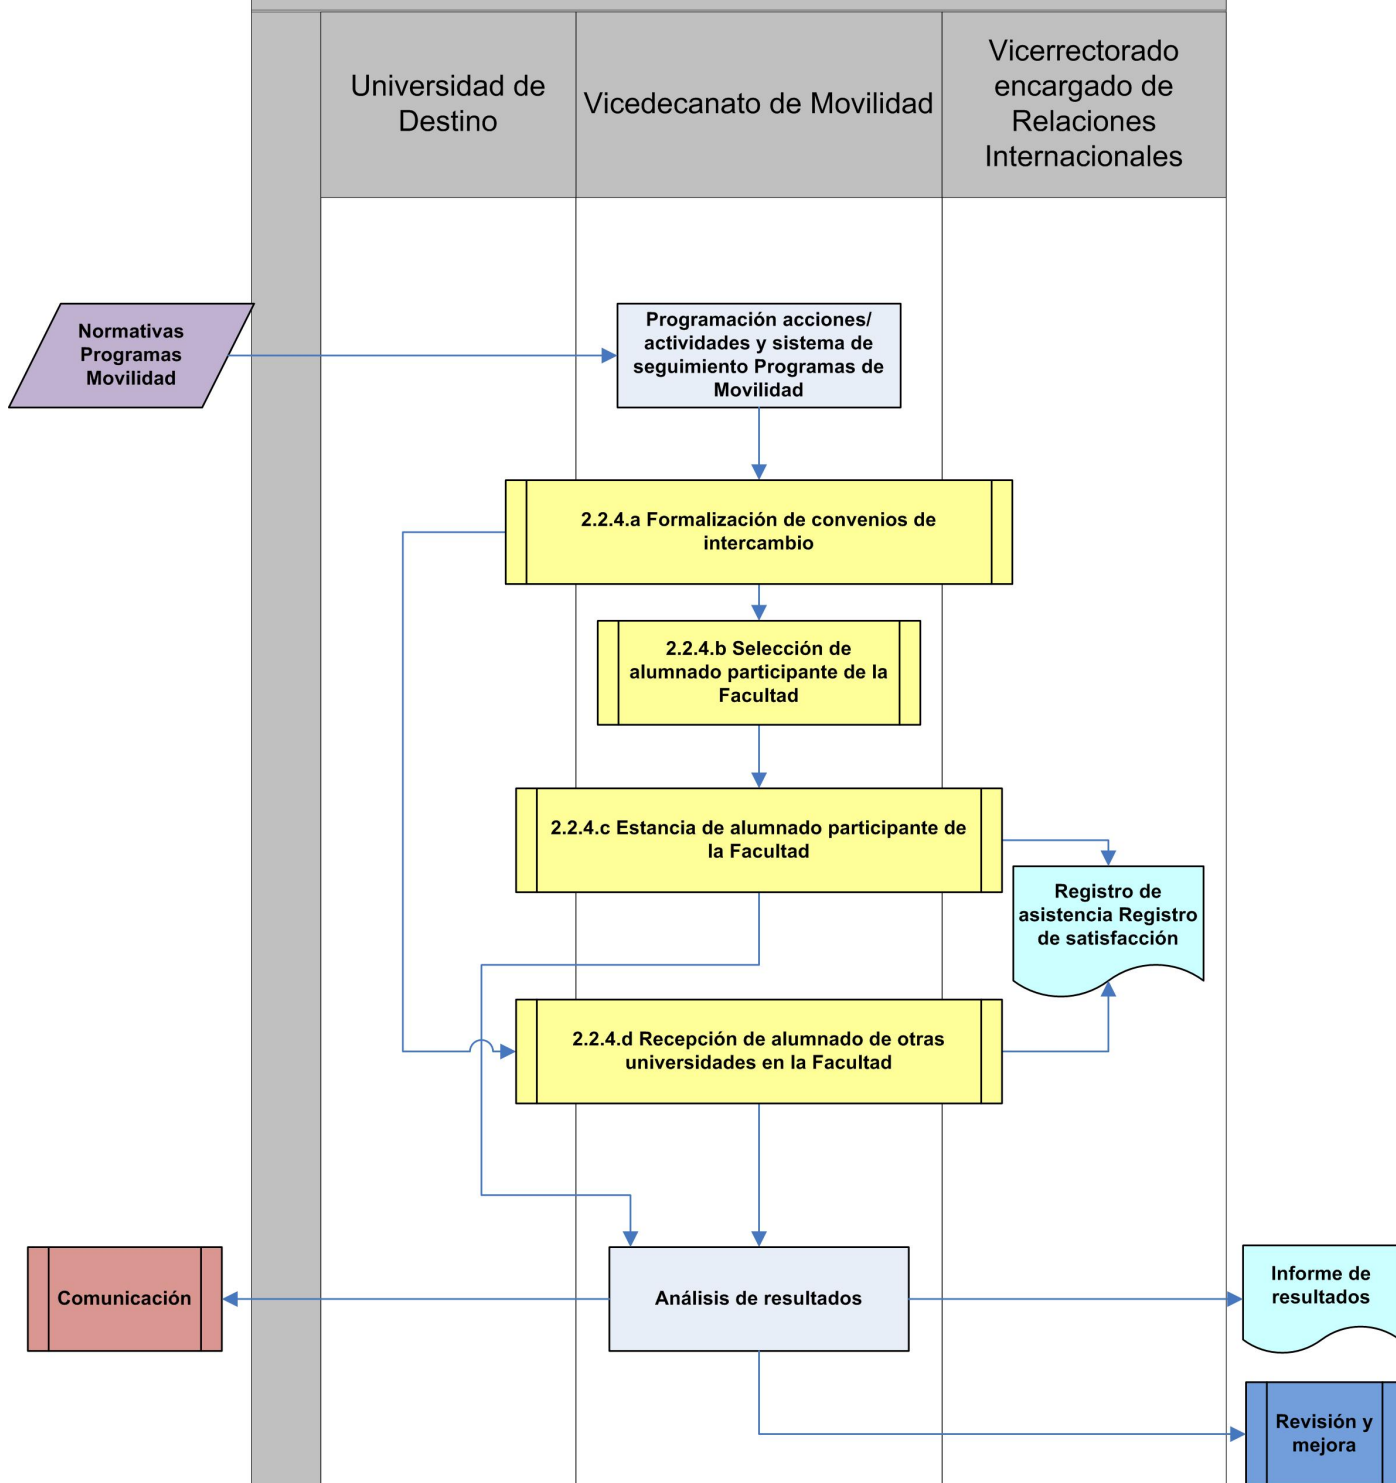 Universidad de
Destino
Vicedecanato de Movilidad
Vicerrectorado
encargado de
Relaciones
Internacionales
Normativas
Programas
Movilidad
Programación acciones/
actividades y sistema de
seguimiento Programas de
Movilidad
2.2.4.a Formalización de convenios de
intercambio
2.2.4.b Selección de
alumnado participante de la
Facultad
2.2.4.c Estancia de alumnado participante de
la Facultad
Registro de
asistencia Registro
de satisfacción
2.2.4.d Recepción de alumnado de otras
universidades en la Facultad
Comunicación
Análisis de resultados
Informe de
resultados
Revisión y
mejora